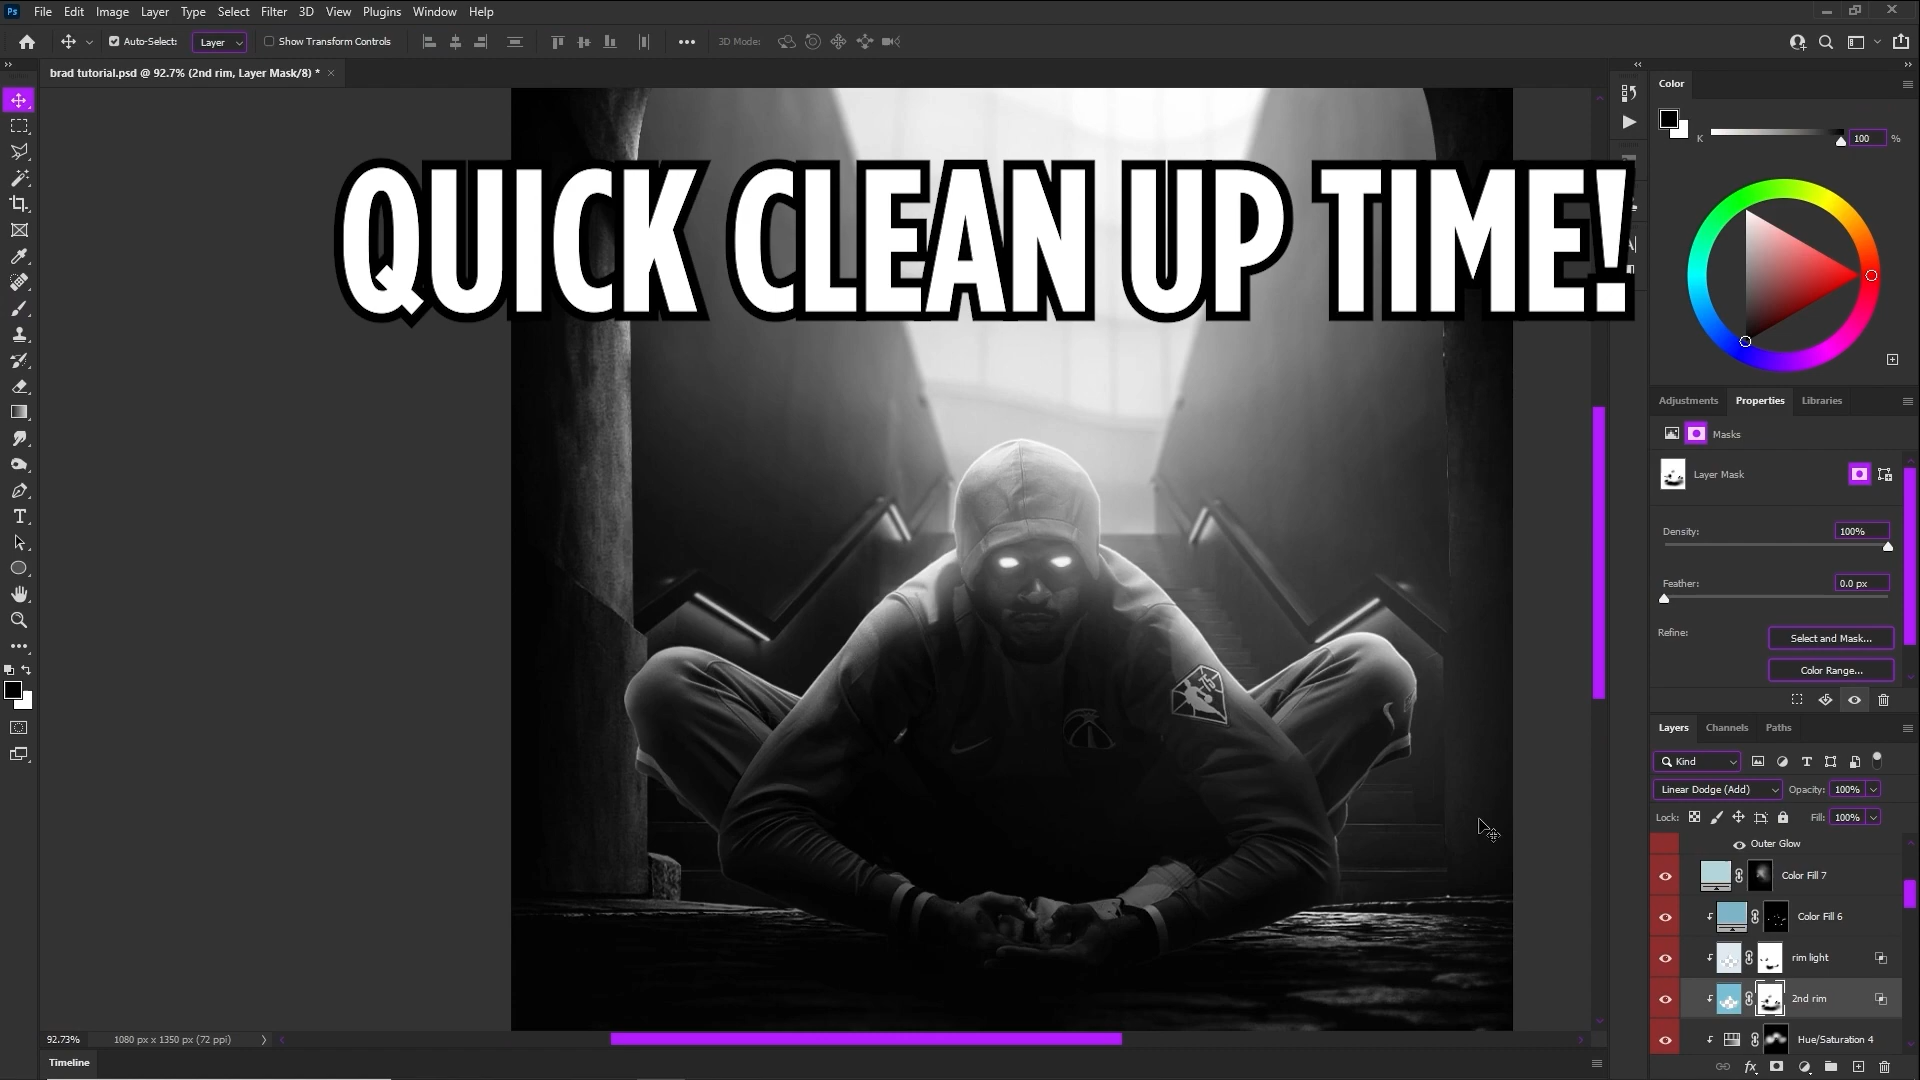 Ps File Edit Image Layer Type Select Filter 3D View Plugins Window Help
Auto-Select: Layer Show Transform Controls 3D Mode:
brad tutorial.psd @ 92.7% (2nd rim, Layer Mask/8) *
Color
K 100 %
QUICK CLEAN UP TIME!
Adjustments Properties Libraries
Masks
Layer Mask
Density: 100%
Feather: 0.0 px
Refine: Select and Mask...
Color Range...
75
Layers Channels Paths
Kind
Linear Dodge (Add) Opacity: 100%
Lock: Fill: 100%
Outer Glow
Color Fill 7
Color Fill 6
rim light
2nd rim
Hue/Saturation 4
92.73% 1080 px x 1350 px (72 ppi)
Timeline